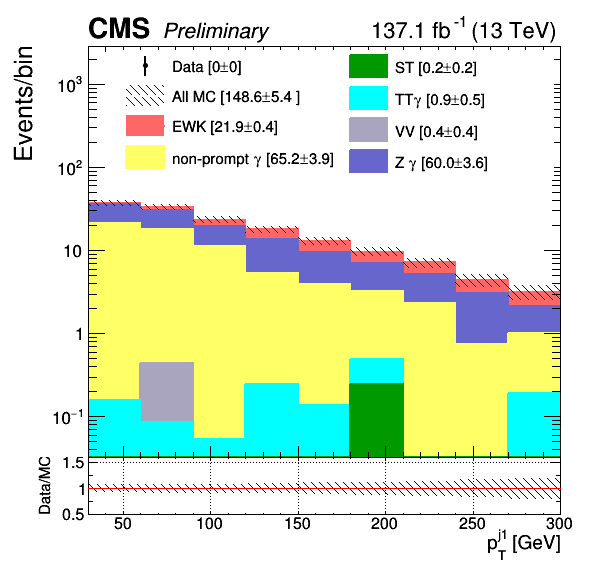 CMS Preliminary 137.1 fb⁻¹ (13 TeV)
Events/bin
Data [0±0]
All MC [148.6±5.4 ]
EWK [21.9±0.4]
non-prompt γ [65.2±3.9]
ST [0.2±0.2]
TTγ [0.9±0.5]
VV [0.4±0.4]
Z γ [60.0±3.6]
10³
10²
10
1
10⁻¹
Data/MC
1.5
1
0.5
50 100 150 200 250 300
p_T^j1 [GeV]